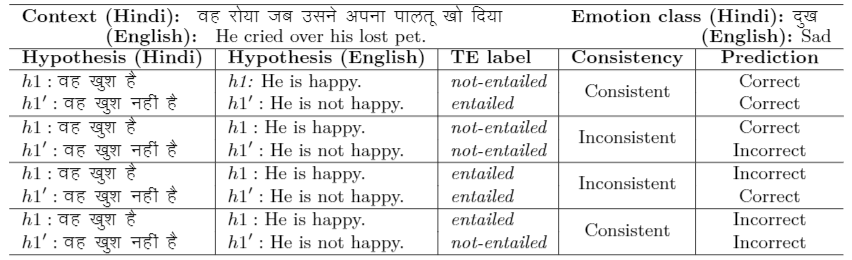 Context (Hindi): वह रोया जब उसने अपना पालतू खो दिया Emotion class (Hindi): दुख
(English): He cried over his lost pet. (English): Sad
Hypothesis (Hindi) Hypothesis (English) TE label Consistency Prediction
h1 : वह खुश है h1: He is happy. not-entailed Consistent Correct
h1′ : वह खुश नहीं है h1′ : He is not happy. entailed Correct
h1 : वह खुश है h1 : He is happy. not-entailed Inconsistent Correct
h1′ : वह खुश नहीं है h1′ : He is not happy. not-entailed Incorrect
h1 : वह खुश है h1 : He is happy. entailed Inconsistent Incorrect
h1′ : वह खुश नहीं है h1′ : He is not happy. entailed Correct
h1 : वह खुश है h1 : He is happy. entailed Consistent Incorrect
h1′ : वह खुश नहीं है h1′ : He is not happy. not-entailed Incorrect